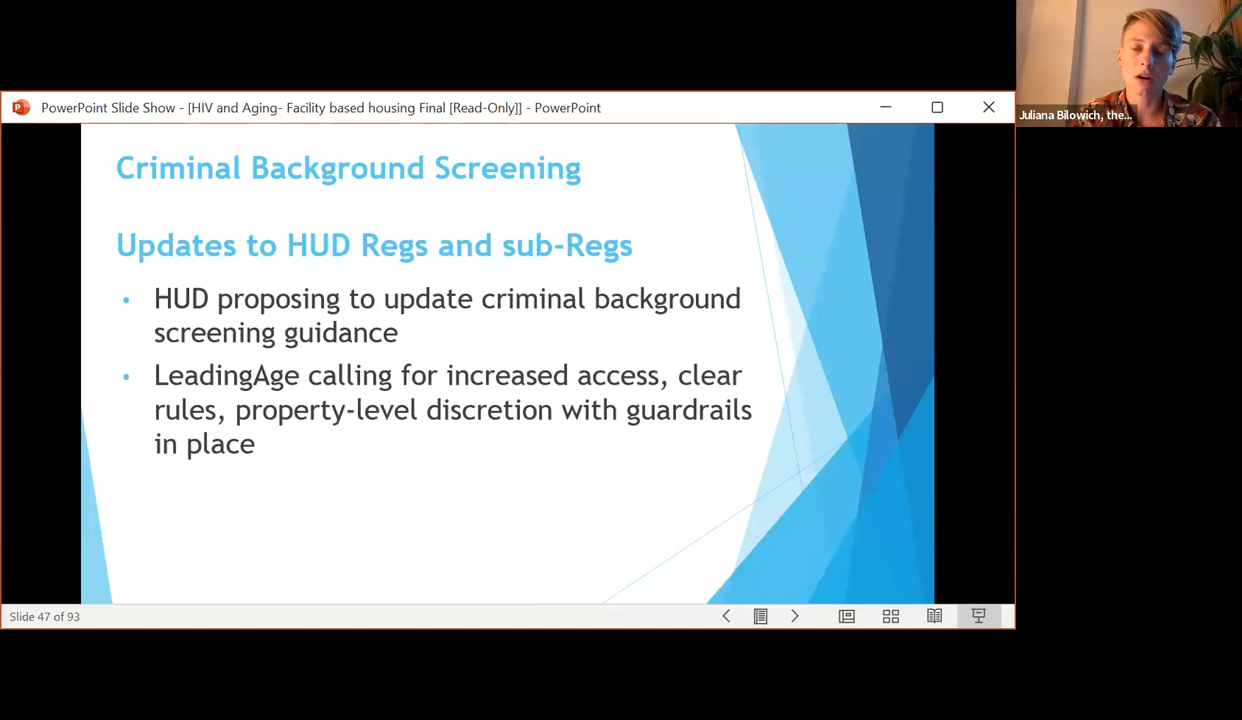 PowerPoint Slide Show - [HIV and Aging- Facility based housing Final [Read-Only]] - PowerPoint
Juliana Bilowich, the...
Criminal Background Screening
Updates to HUD Regs and sub-Regs
• HUD proposing to update criminal background
screening guidance
• LeadingAge calling for increased access, clear
rules, property-level discretion with guardrails
in place
Slide 47 of 93